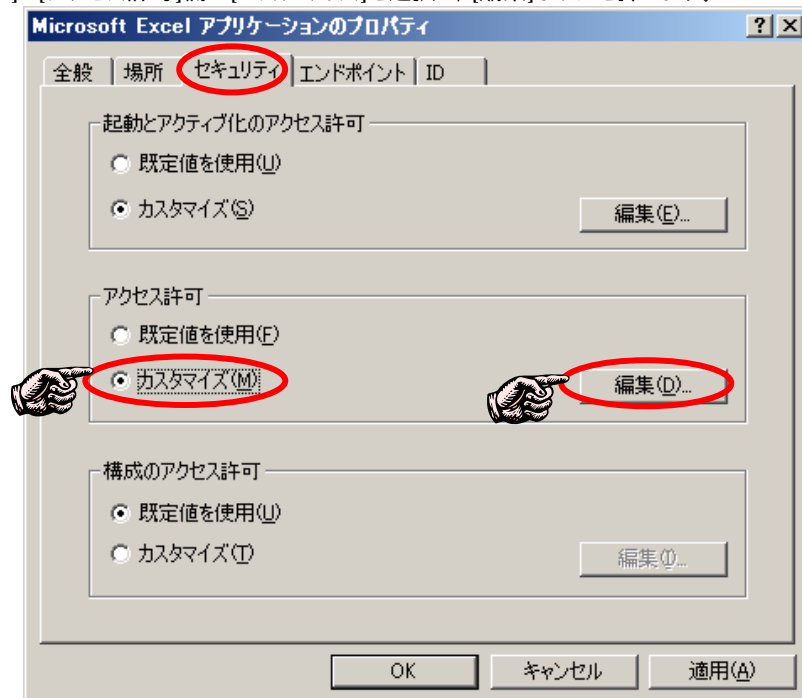 Microsoft Excel アプリケーションのプロパティ
全般 場所 セキュリティ エンドポイント ID
起動とアクティブ化のアクセス許可
既定値を使用(U)
カスタマイズ(S) 編集(E)...
アクセス許可
既定値を使用(F)
カスタマイズ(M) 編集(D)...
構成のアクセス許可
既定値を使用(U)
カスタマイズ(T) 編集(I)...
OK キャンセル 適用(A)